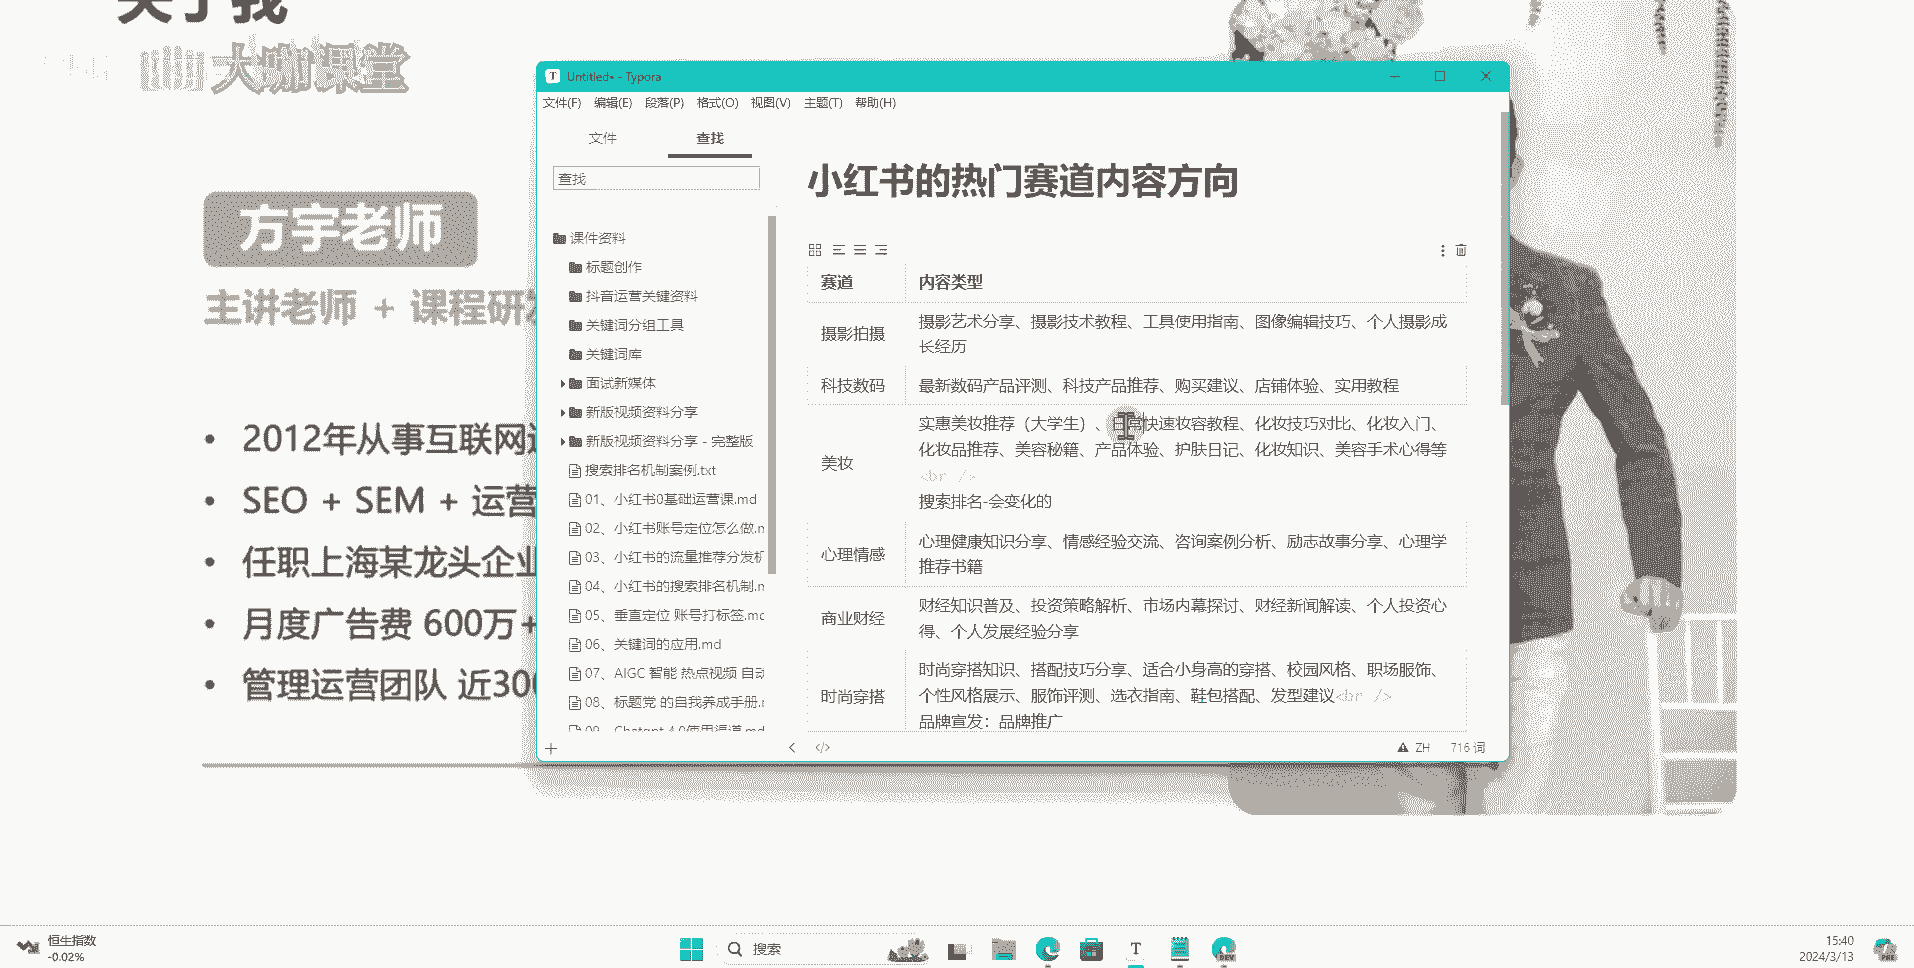 关于我
大咖课堂
方宇老师
主讲老师 + 课程研
2012年从事互联网
SEO + SEM + 运营
任职上海某龙头企业
月度广告费 600万+
管理运营团队 近300
Untitled• - Typora
文件(F) 编辑(E) 段落(P) 格式(O) 视图(V) 主题(T) 帮助(H)
文件 查找
查找
课件资料
标题创作
抖音运营关键资料
关键词分组工具
关键词库
面试新媒体
新版视频资料分享
新版视频资料分享 - 完整版
搜索排名机制案例.txt
01、小红书0基础运营课.md
02、小红书账号定位怎么做.m
03、小红书的流量推荐分发机
04、小红书的搜索排名机制.m
05、垂直定位 账号打标签.md
06、关键词的应用.md
07、AIGC 智能 热点视频 自动
08、标题党 的自我养成手册.r
09、Chatgpt 4.0使用渠道.md
小红书的热门赛道内容方向
赛道 内容类型
摄影拍摄 摄影艺术分享、摄影技术教程、工具使用指南、图像编辑技巧、个人摄影成
长经历
科技数码 最新数码产品评测、科技产品推荐、购买建议、店铺体验、实用教程
美妆 实惠美妆推荐（大学生）、日常快速妆容教程、化妆技巧对比、化妆入门、
化妆品推荐、美容秘籍、产品体验、护肤日记、化妆知识、美容手术心得等
<br />
搜索排名-会变化的
心理情感 心理健康知识分享、情感经验交流、咨询案例分析、励志故事分享、心理学
推荐书籍
商业财经 财经知识普及、投资策略解析、市场内幕探讨、财经新闻解读、个人投资心
得、个人发展经验分享
时尚穿搭 时尚穿搭知识、搭配技巧分享、适合小身高的穿搭、校园风格、职场服饰、
个性风格展示、服饰评测、选衣指南、鞋包搭配、发型建议<br />
品牌宣发：品牌推广
ZH 716 词
恒生指数
-0.02%
搜索
DEV
15:40
2024/3/13
PRE